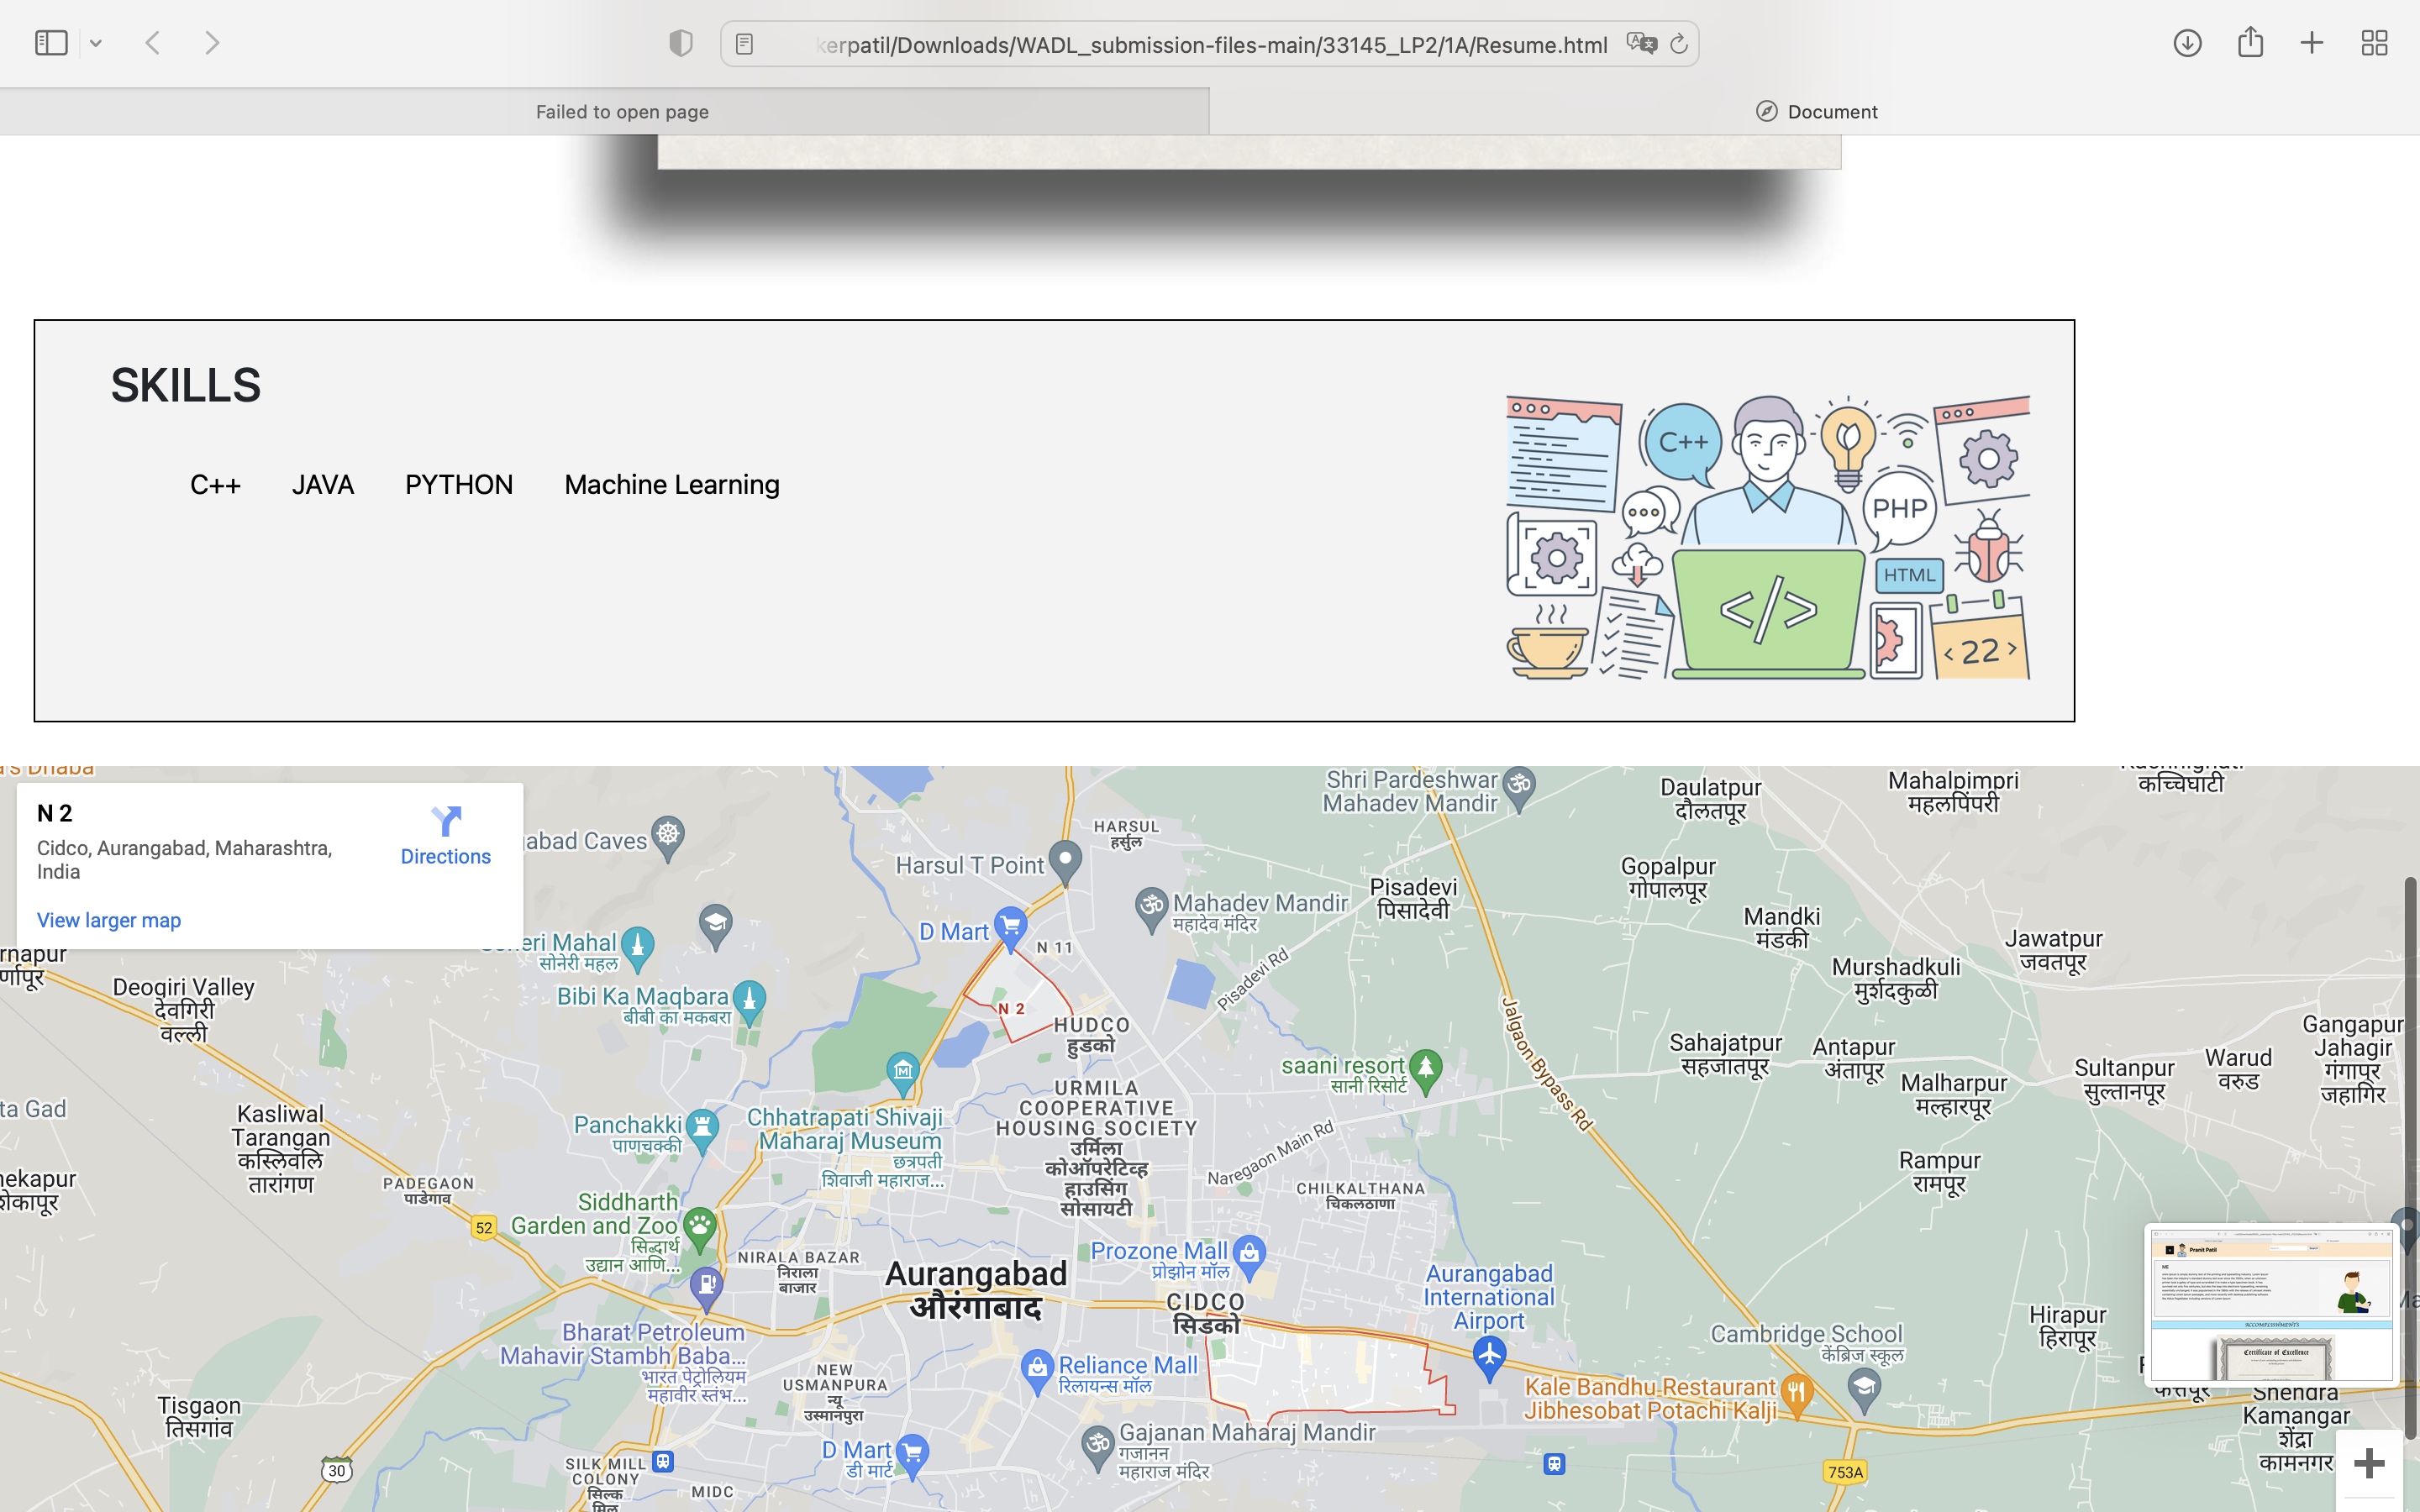 kerpatil/Downloads/WADL_submission-files-main/33145_LP2/1A/Resume.html
Failed to open page
Document
SKILLS
C++ JAVA PYTHON Machine Learning
C++
PHP
HTML
</>
<22>
N 2
Cidco, Aurangabad, Maharashtra,
India
Directions
View larger map
abad Caves
HARSUL
हर्सुल
Harsul T Point
Shri Pardeshwar
Mahadev Mandir
Daulatpur
दौलतपूर
Mahalpimpri
महलपिंपरी
कच्चिघाटी
Gopalpur
गोपालपूर
Pisadevi
पिसादेवी
Mahadev Mandir
महादेव मंदिर
D Mart
N 11
Mandki
मंडकी
Jawatpur
जवतपूर
Soneri Mahal
सोनेरी महल
Murshadkuli
मुर्शदकुळी
Pisadevi Rd
Deogiri Valley
देवगिरी
वल्ली
Bibi Ka Maqbara
बीबी का मकबरा
N 2
HUDCO
हुडको
Jalgaon Bypass Rd
Gangapur
Jahagir
गंगापूर
जहागिर
Sahajatpur
सहजातपूर
Antapur
अंतापूर
saani resort
सानी रिसोर्ट
Sultanpur
सुल्तानपूर
Warud
वरुड
Malharpur
मल्हारपूर
ta Gad
Kasliwal
Tarangan
कस्लिवाल
तारांगण
Panchakki
पाणचक्की
Chhatrapati Shivaji
Maharaj Museum
छत्रपती
शिवाजी महाराज...
URMILA
COOPERATIVE
HOUSING SOCIETY
उर्मिला
कोऑपरेटिव्ह
हाउसिंग
सोसायटी
Naregaon Main Rd
Rampur
रामपूर
PADEGAON
पाडेगाव
CHILKALTHANA
चिकलठाणा
Siddharth
Garden and Zoo
सिद्धार्थ
उद्यान आणि...
52
NIRALA BAZAR
निराला
बाजार
Prozone Mall
प्रोझोन मॉल
Aurangabad
औरंगाबाद
CIDCO
सिडको
Aurangabad
International
Airport
Hirapur
हिरापूर
Cambridge School
केंब्रिज स्कूल
Bharat Petroleum
Mahavir Stambh Baba...
भारत पेट्रोलियम
महावीर स्तंभ...
NEW
USMANPURA
न्यू
उस्मानपुरा
Reliance Mall
रिलायन्स मॉल
Kale Bandhu Restaurant
Jibhesobat Potachi Kalji
Pranit Patil
ME
ACCOMPLISHMENTS
Certificate of Excellence
Shendra
Kamangar
शेंद्रा
कामनगर
Tisgaon
तिसगांव
D Mart
डी मार्ट
Gajanan Maharaj Mandir
गजानन
महाराज मंदिर
SILK MILL
COLONY
सिल्क
मिल
MIDC
30
753A